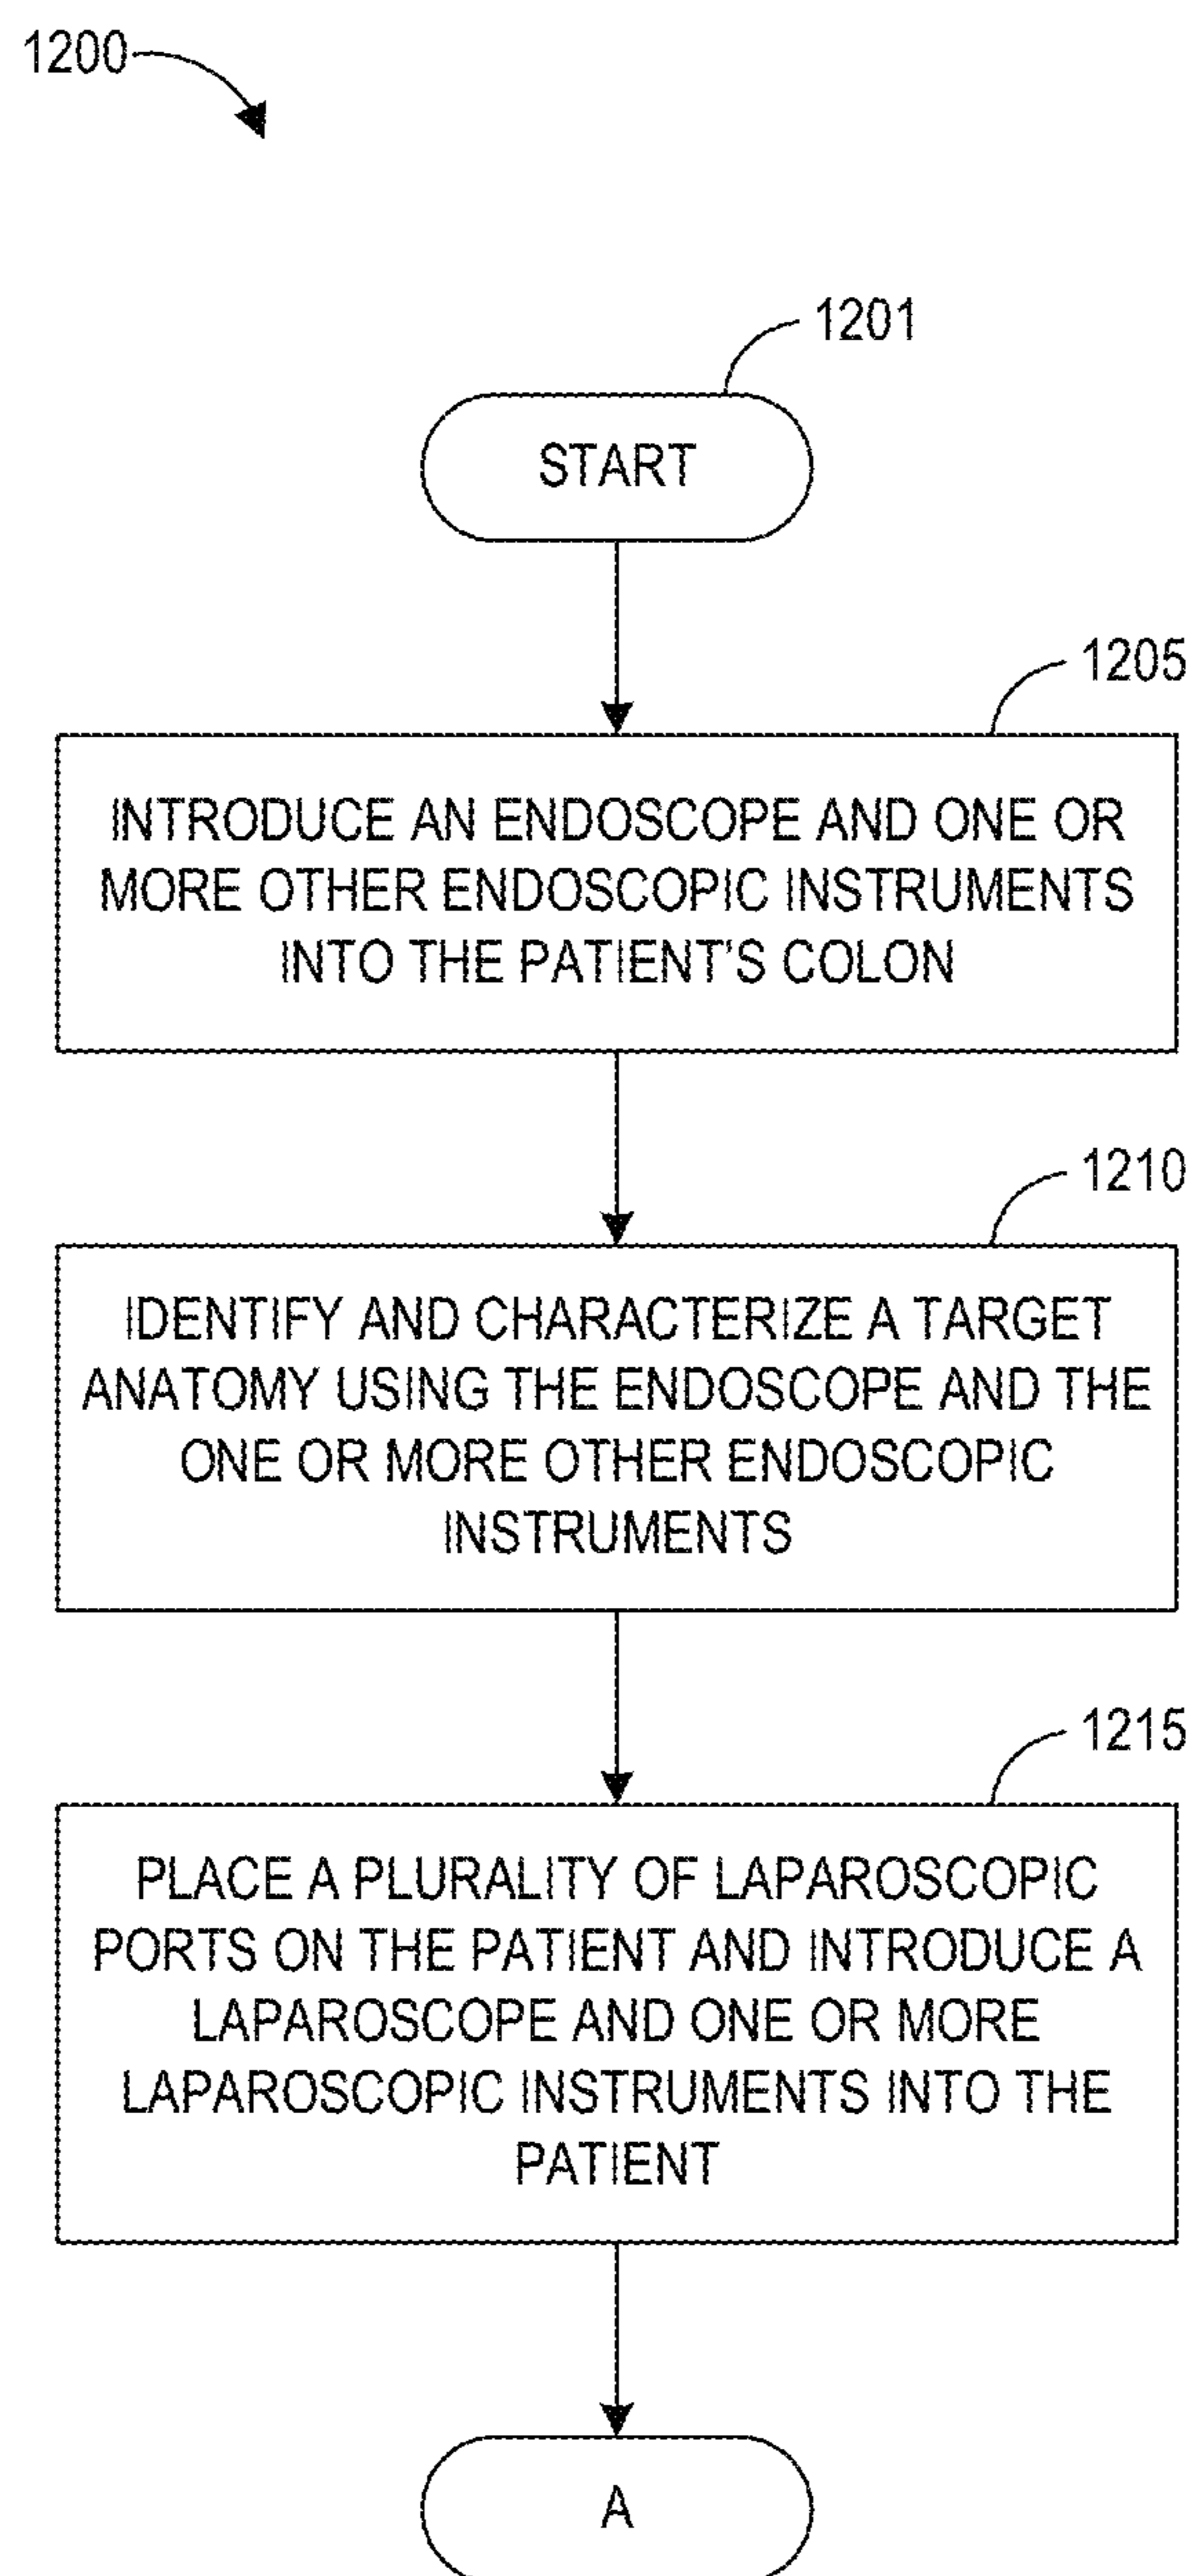 1200
1201
START
1205
INTRODUCE AN ENDOSCOPE AND ONE OR
MORE OTHER ENDOSCOPIC INSTRUMENTS
INTO THE PATIENT'S COLON
1210
IDENTIFY AND CHARACTERIZE A TARGET
ANATOMY USING THE ENDOSCOPE AND THE
ONE OR MORE OTHER ENDOSCOPIC
INSTRUMENTS
1215
PLACE A PLURALITY OF LAPAROSCOPIC
PORTS ON THE PATIENT AND INTRODUCE A
LAPAROSCOPE AND ONE OR MORE
LAPAROSCOPIC INSTRUMENTS INTO THE
PATIENT
A